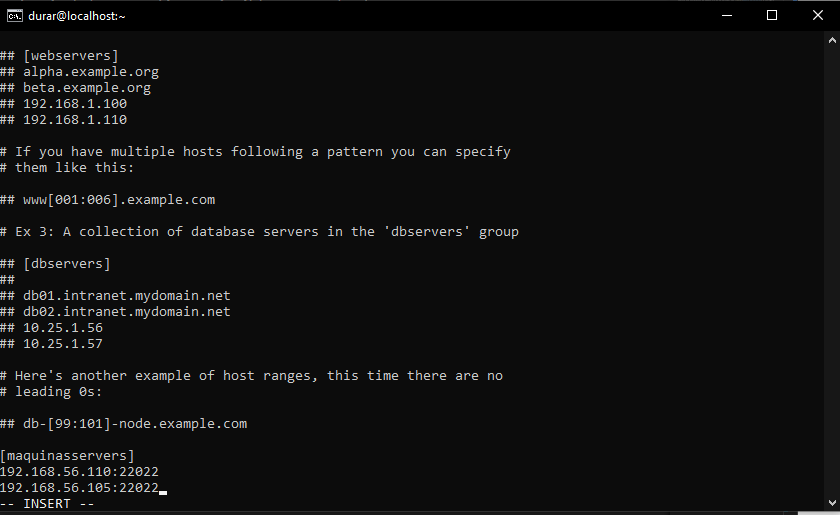 durar@localhost:~
## [webservers]
## alpha.example.org
## beta.example.org
## 192.168.1.100
## 192.168.1.110
# If you have multiple hosts following a pattern you can specify
# them like this:
## www[001:006].example.com
# Ex 3: A collection of database servers in the 'dbservers' group
## [dbservers]
##
## db01.intranet.mydomain.net
## db02.intranet.mydomain.net
## 10.25.1.56
## 10.25.1.57
# Here's another example of host ranges, this time there are no
# leading 0s:
## db-[99:101]-node.example.com
[maquinasservers]
192.168.56.110:22022
192.168.56.105:22022
-- INSERT --